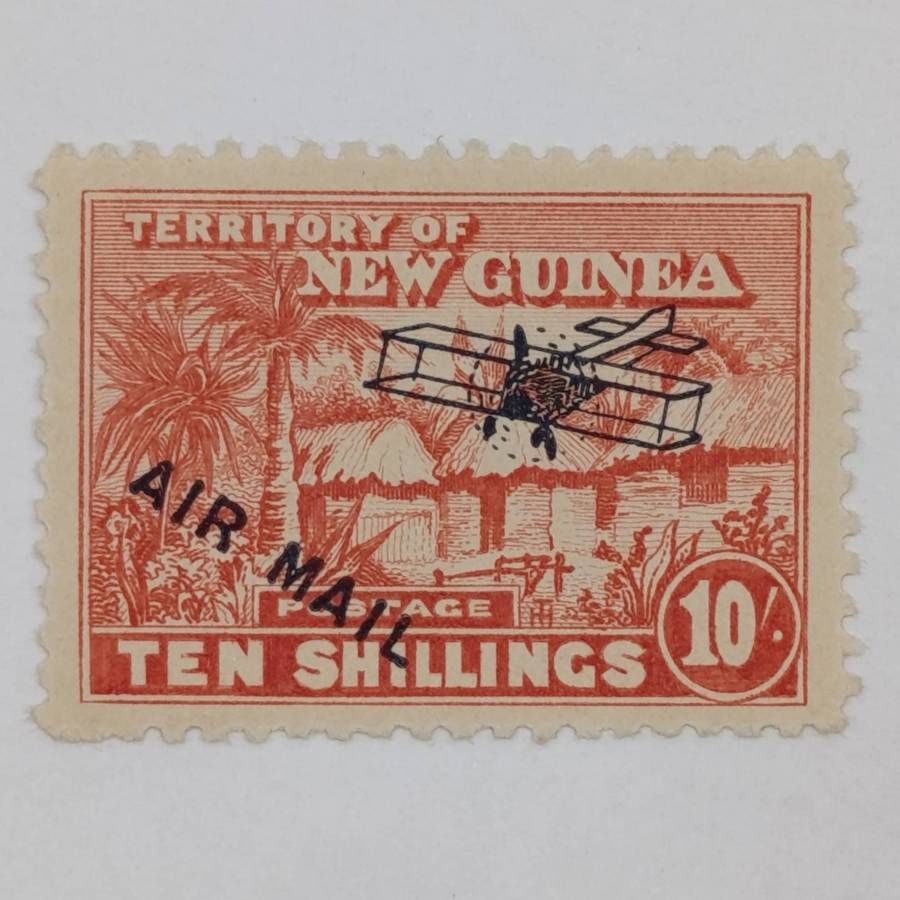 TERRITORY OF
NEW GUINEA
AIR MAIL
POSTAGE
TEN SHILLINGS
10/.